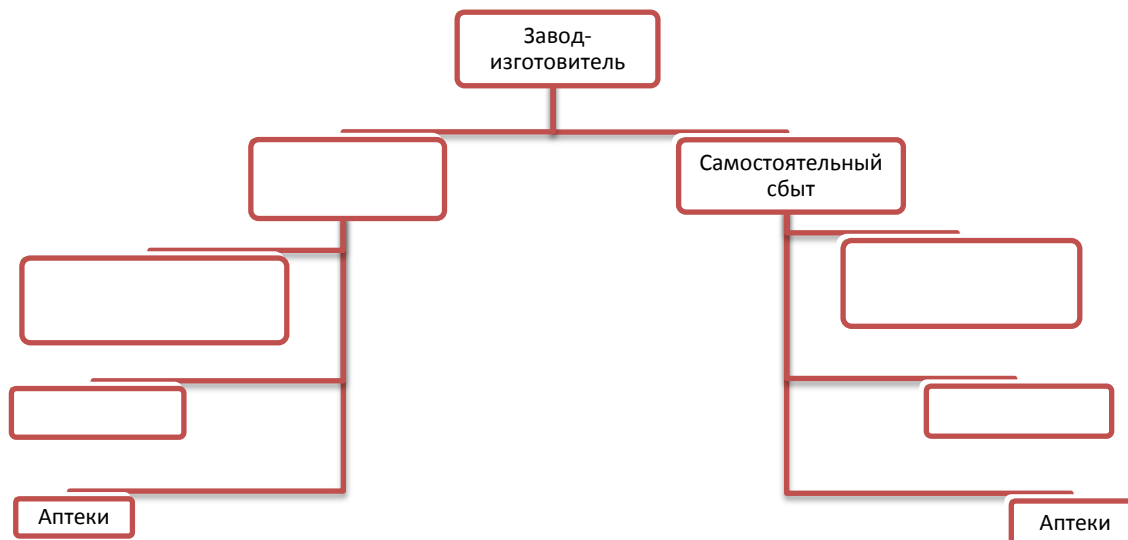 Завод-
изготовитель
Самостоятельный
сбыт
Аптеки
Аптеки